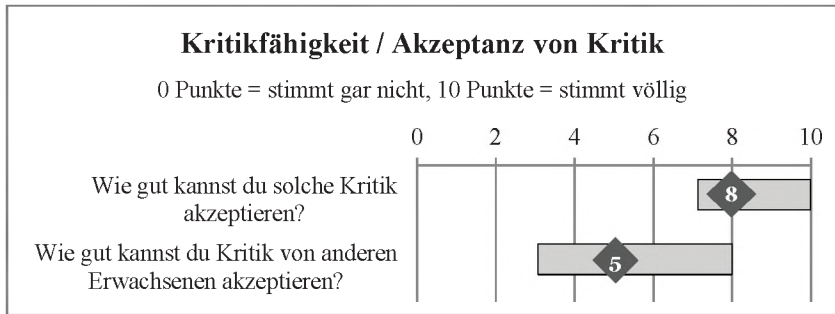 Kritikfähigkeit / Akzeptanz von Kritik
0 Punkte = stimmt gar nicht, 10 Punkte = stimmt völlig
0 2 4 6 8 10
Wie gut kannst du solche Kritik
akzeptieren?
8
Wie gut kannst du Kritik von anderen
Erwachsenen akzeptieren?
5